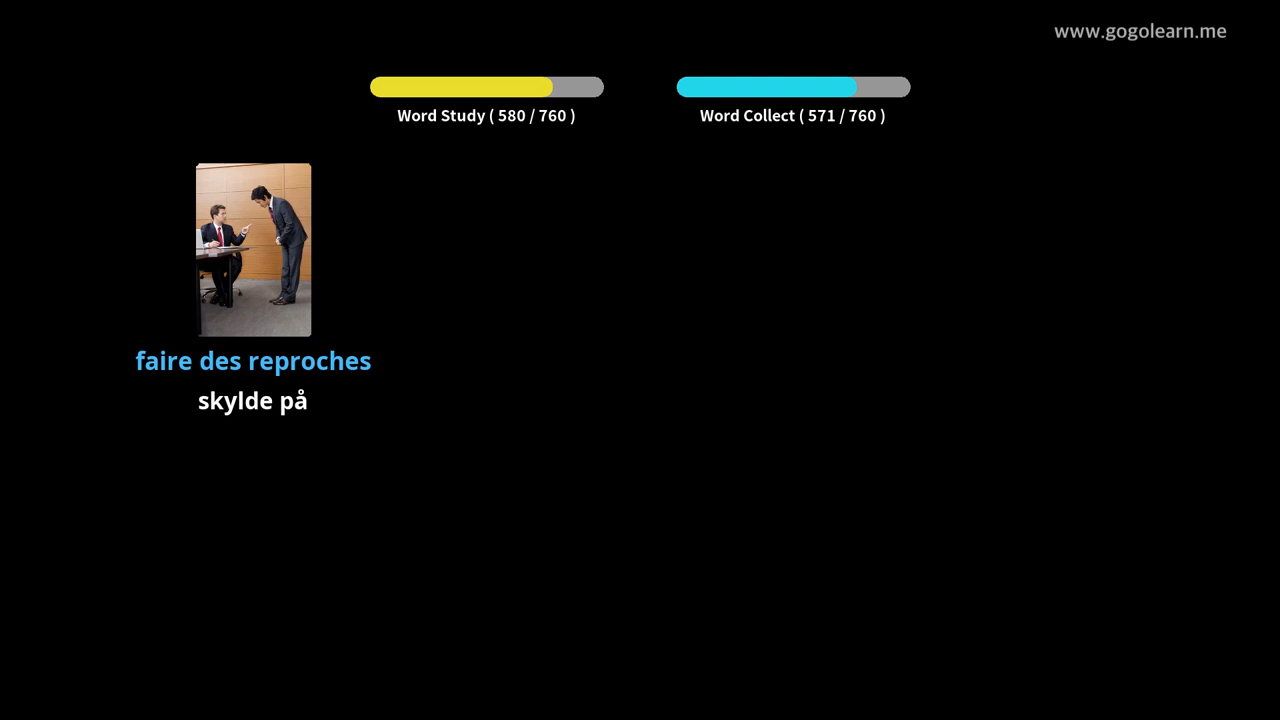 www.gogolearn.me
Word Study ( 580 / 760 )
Word Collect ( 571 / 760 )
faire des reproches
skylde på